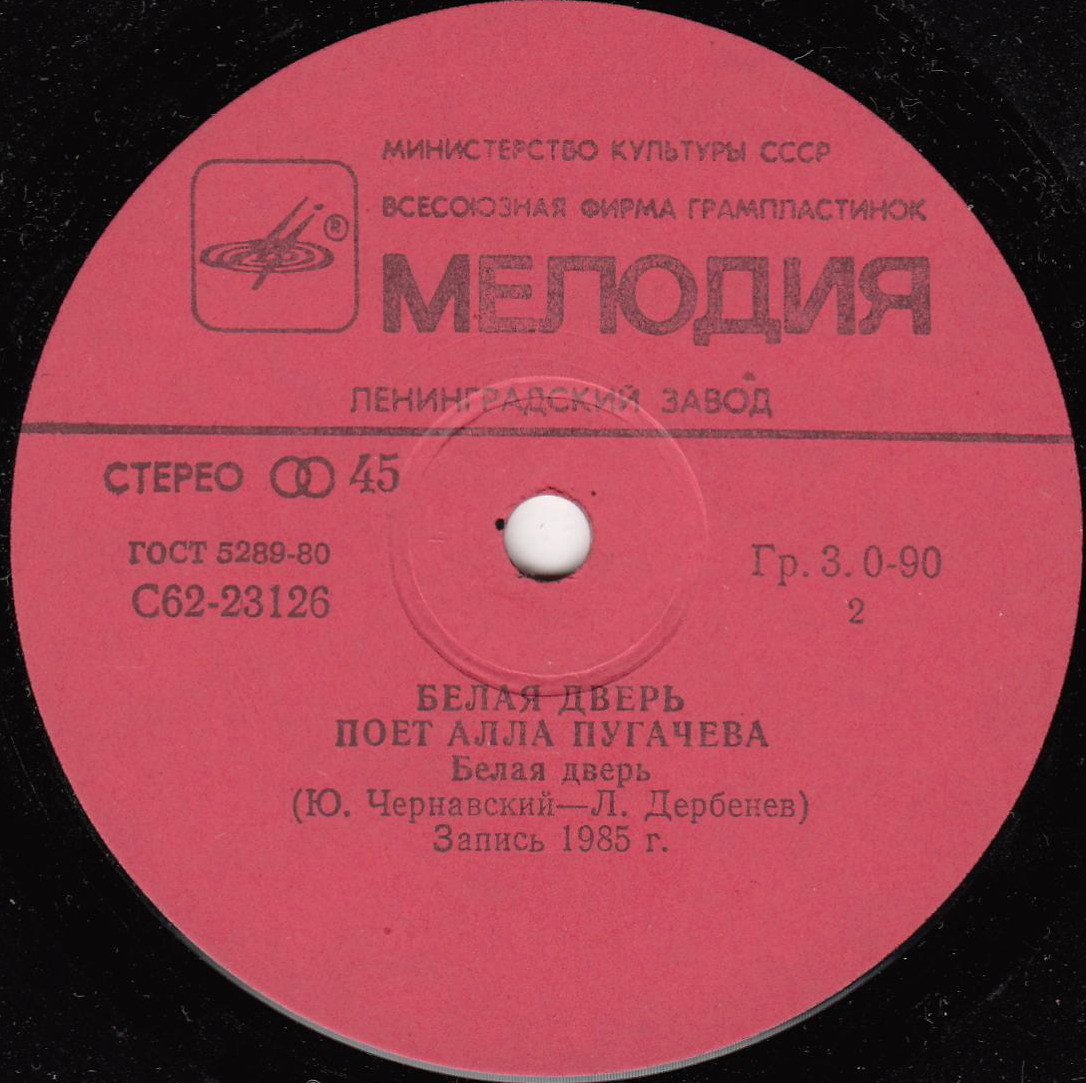 МИНИСТЕРСТВО КУЛЬТУРЫ СССР
ВСЕСОЮЗНАЯ ФИРМА ГРАМПЛАСТИНОК
®
МЕЛОДИЯ
ЛЕНИНГРАДСКИЙ ЗАВОД
СТЕРЕО 45
ГОСТ 5289-80
С62-23126
Гр. 3. 0-90
2
БЕЛАЯ ДВЕРЬ
ПОЕТ АЛЛА ПУГАЧЕВА
Белая дверь
(Ю. Чернавский—Л. Дербенев)
Запись 1985 г.